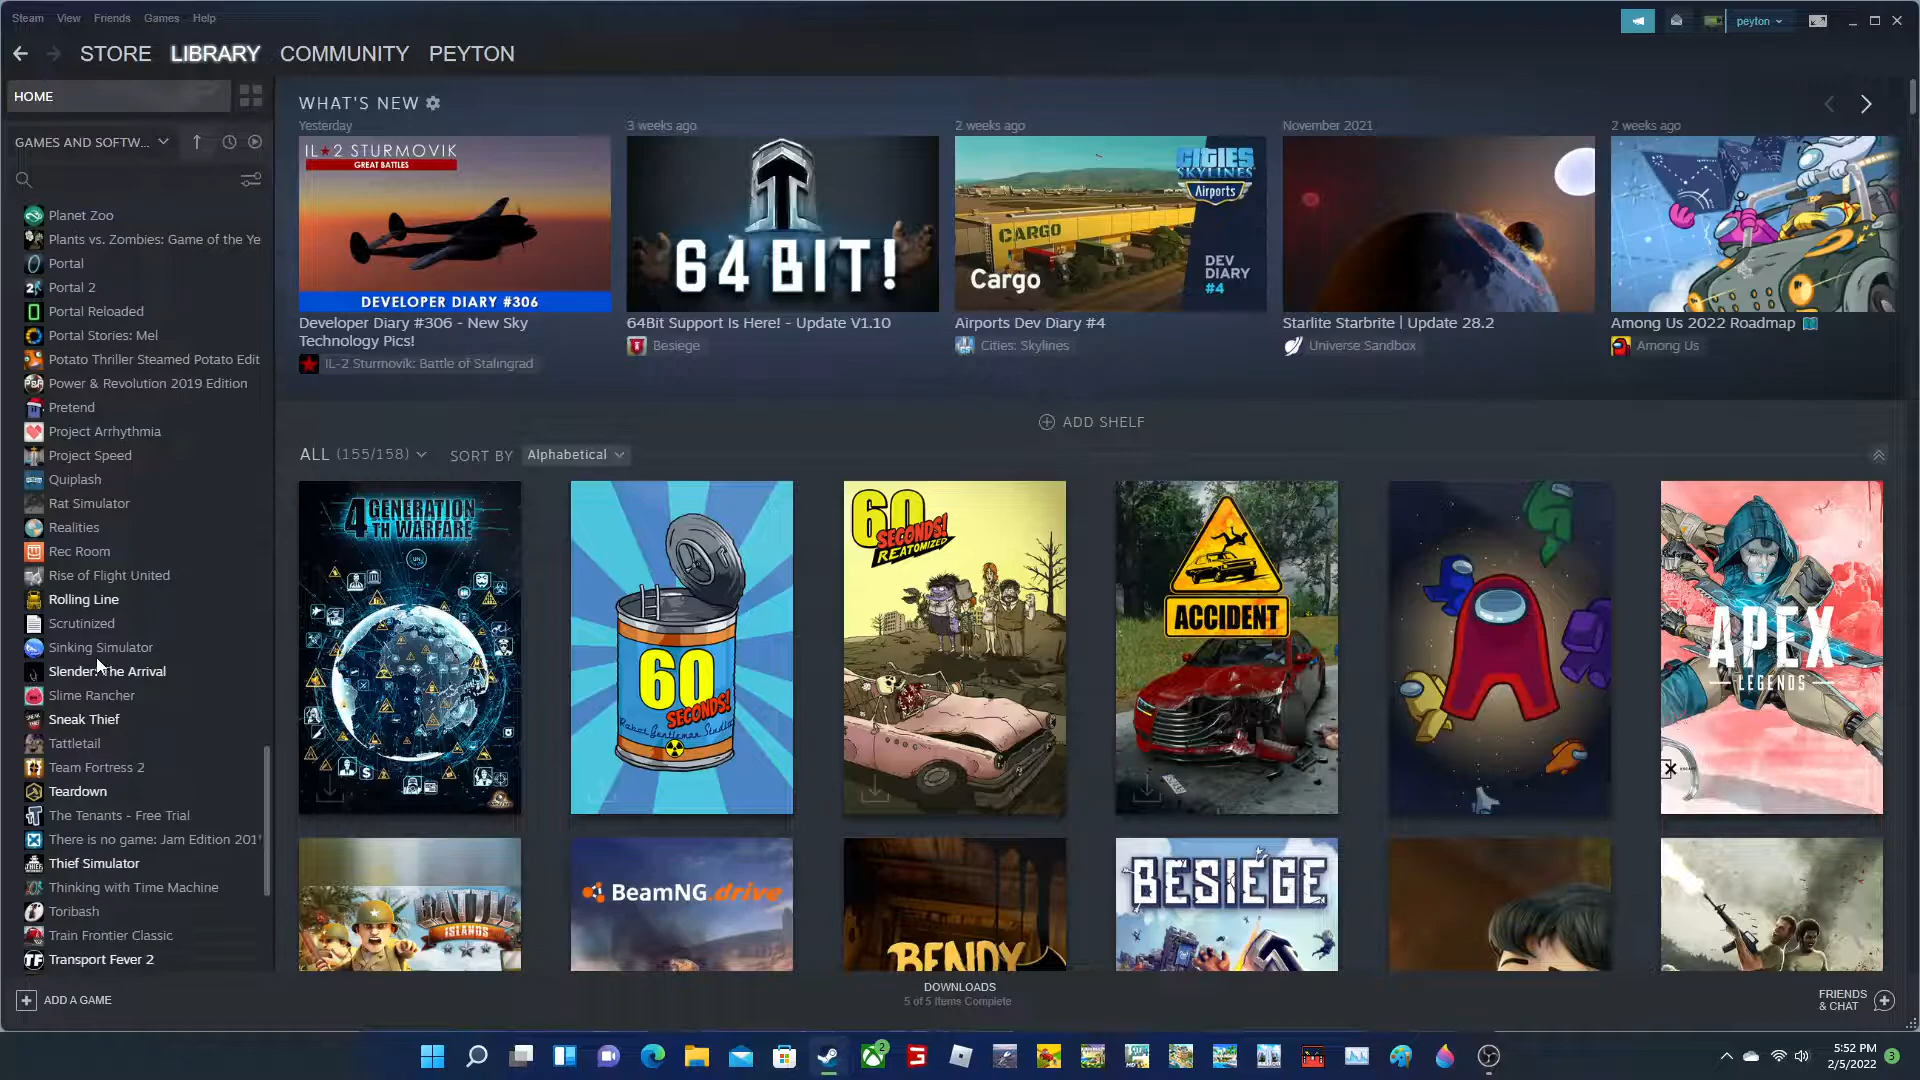 Steam View Friends Games Help
peyton
STORE LIBRARY COMMUNITY PEYTON
HOME
GAMES AND SOFTW...
Planet Zoo
Plants vs. Zombies: Game of the Ye
Portal
Portal 2
Portal Reloaded
Portal Stories: Mel
Potato Thriller Steamed Potato Edit
Power & Revolution 2019 Edition
Pretend
Project Arrhythmia
Project Speed
Quiplash
Rat Simulator
Realities
Rec Room
Rise of Flight United
Rolling Line
Scrutinized
Sinking Simulator
Slender: The Arrival
Slime Rancher
Sneak Thief
Tattletail
Team Fortress 2
Teardown
The Tenants - Free Trial
There is no game: Jam Edition 201
Thief Simulator
Thinking with Time Machine
Toribash
Train Frontier Classic
Transport Fever 2
ADD A GAME
WHAT'S NEW
Yesterday
IL★2 STURMOVIK
GREAT BATTLES
DEVELOPER DIARY #306
Developer Diary #306 - New Sky
Technology Pics!
IL-2 Sturmovik: Battle of Stalingrad
3 weeks ago
64 BIT!
64Bit Support Is Here! - Update V1.10
Besiege
2 weeks ago
CITIES
SKYLINES
Airports
CARGO
Cargo
DEV
DIARY
#4
Airports Dev Diary #4
Cities: Skylines
November 2021
Starlite Starbrite | Update 28.2
Universe Sandbox
2 weeks ago
Among Us 2022 Roadmap
Among Us
ADD SHELF
ALL (155/158) SORT BY Alphabetical
4 GENERATION
TH WARFARE
60
SECONDS!
Robot Gentleman Studios
60
SECONDS!
REATOMIZED
ACCIDENT
APEX
LEGENDS
BATTLE
ISLANDS
BeamNG.drive
BENDY
BESIEGE
DOWNLOADS
5 of 5 Items Complete
FRIENDS
& CHAT
2
5:52 PM
2/5/2022
3